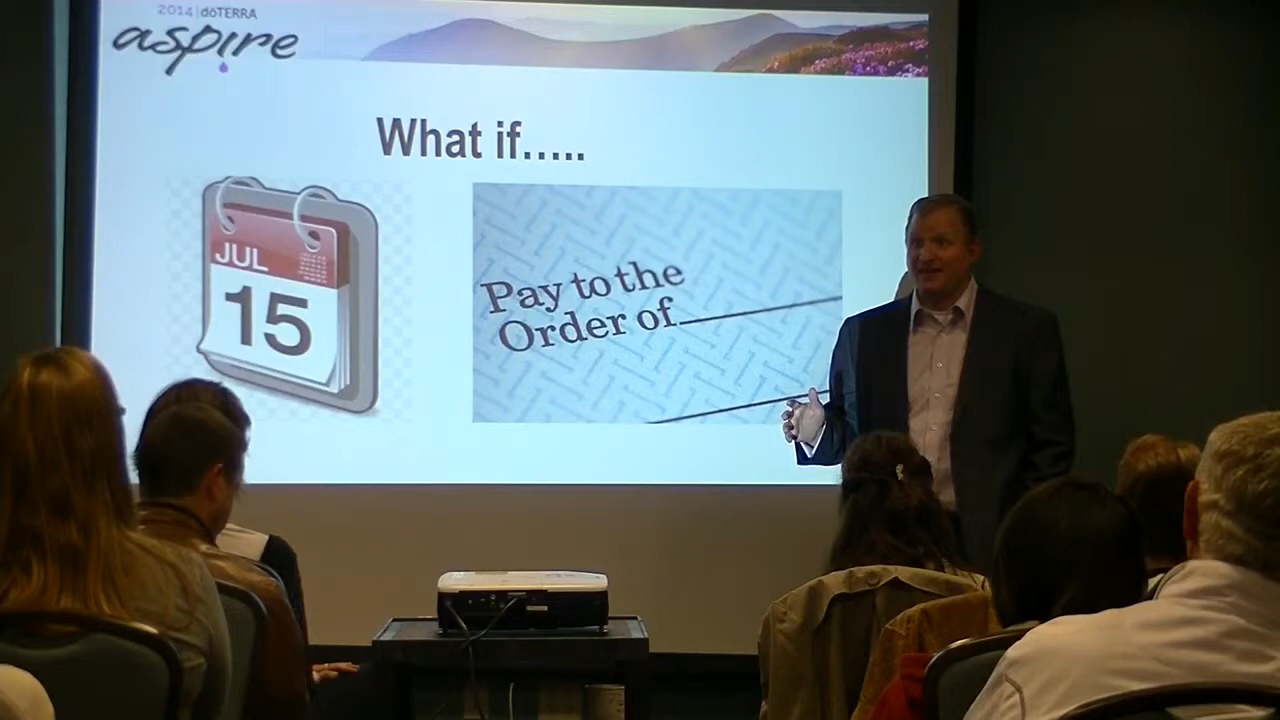 2014 | dōTERRA
aspire
What if.....
JUL
15
Pay to the
Order of